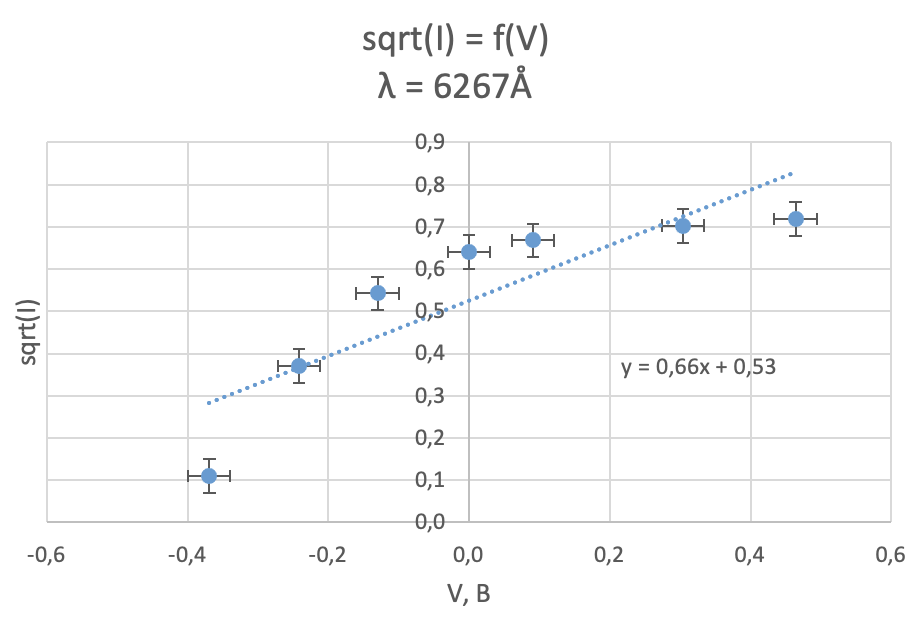 sqrt(I) = f(V)
λ = 6267Å
0,9
0,8
0,7
0,6
0,5
0,4
0,3
0,2
0,1
0,0
sqrt(I)
y = 0,66x + 0,53
-0,6 -0,4 -0,2 0,0 0,2 0,4 0,6
V, В